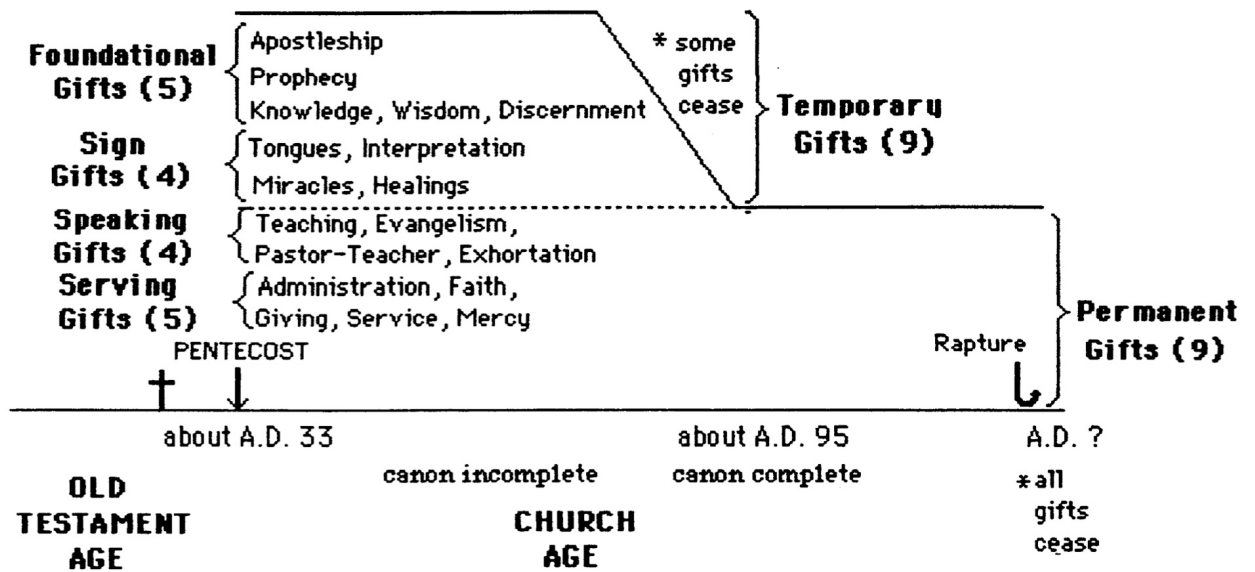 Foundational
Gifts (5)
Apostleship
Prophecy
Knowledge, Wisdom, Discernment
* some
gifts
cease
Temporary
Gifts (9)
Sign
Gifts (4)
Tongues, Interpretation
Miracles, Healings
Speaking
Gifts (4)
Teaching, Evangelism,
Pastor-Teacher, Exhortation
Serving
Gifts (5)
Administration, Faith,
Giving, Service, Mercy
Permanent
Gifts (9)
PENTECOST
Rapture
about A.D. 33
about A.D. 95
A.D. ?
canon incomplete
canon complete
* all
gifts
cease
OLD
TESTAMENT
AGE
CHURCH
AGE